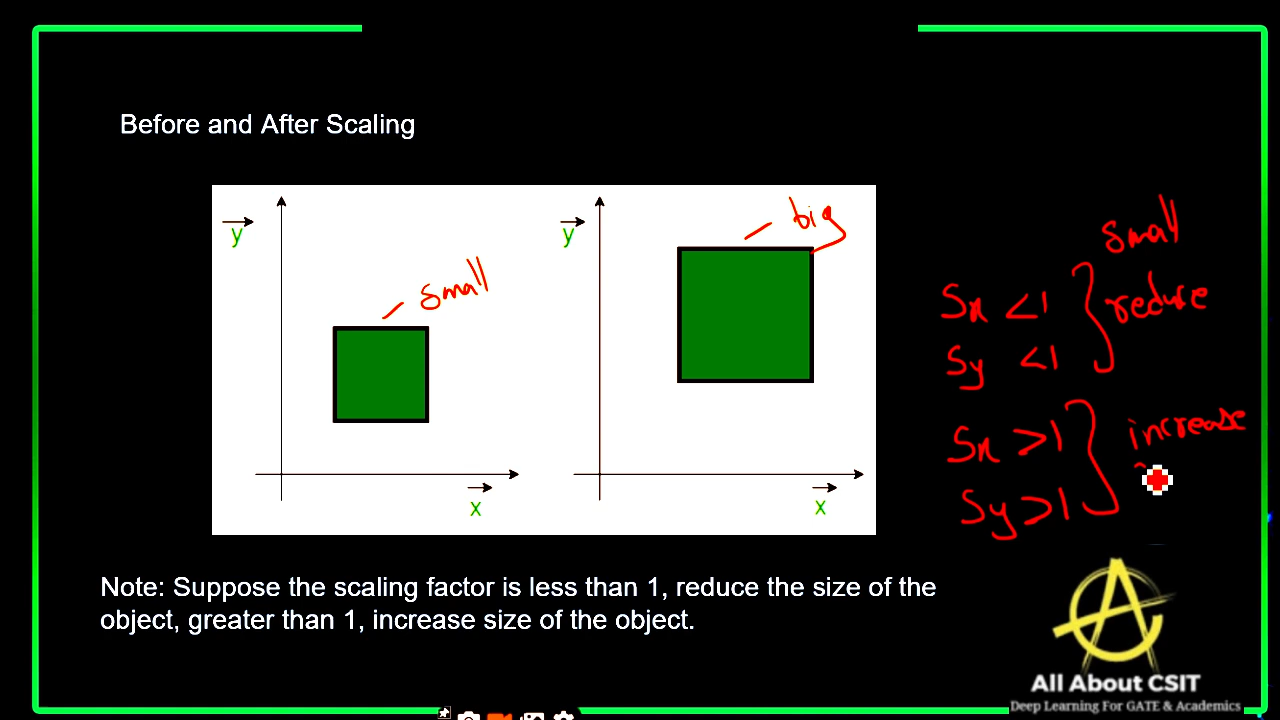 Before and After Scaling
y
small
x
y
big
x
small
Sx <1
reduce
Sy <1
Sx >1
increase
Sy >1
Note: Suppose the scaling factor is less than 1, reduce the size of the
object, greater than 1, increase size of the object.
All About CSIT
Deep Learning For GATE & Academics